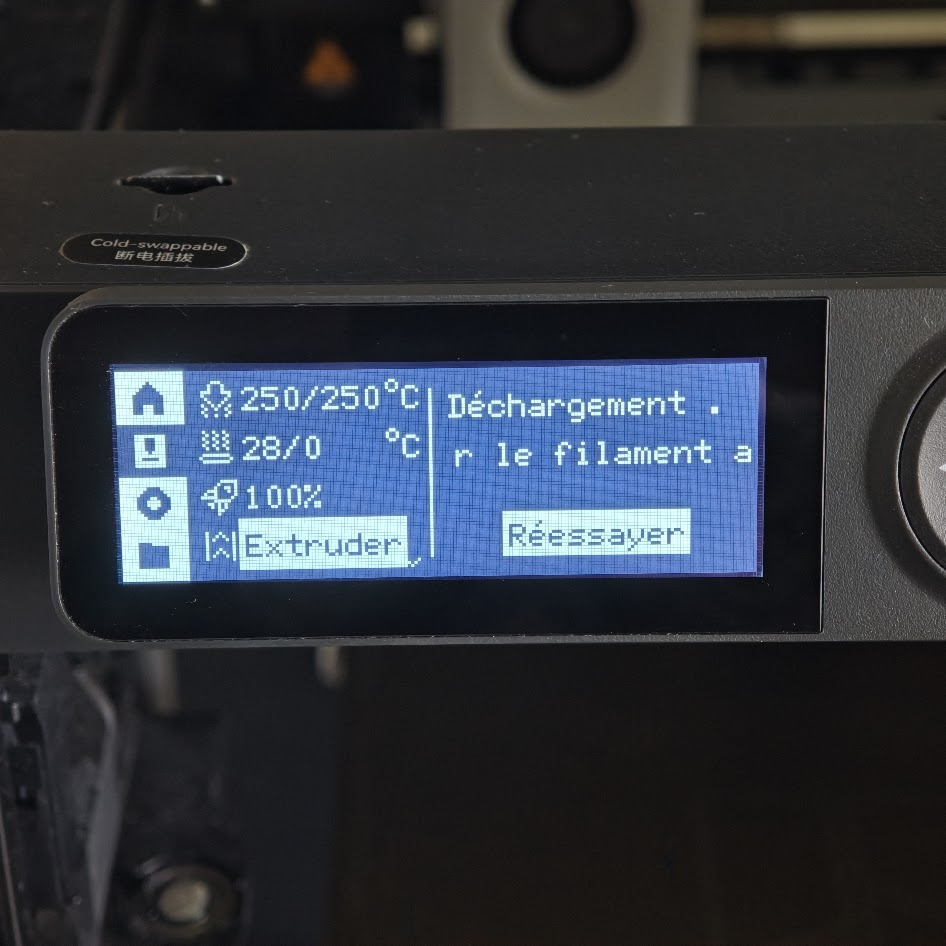 Cold-swappable
断电插拔
250/250°C
28/0 °C
100%
Extruder
Déchargement .
r le filament a
Réessayer